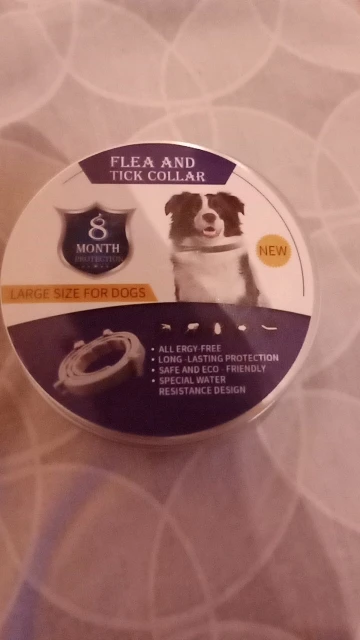 FLEA AND
TICK COLLAR
8
MONTH
PROTECTION
NEW
LARGE SIZE FOR DOGS
• ALL ERGY-FREE
• LONG-LASTING PROTECTION
• SAFE AND ECO-FRIENDLY
• SPECIAL WATER
RESISTANCE DESIGN